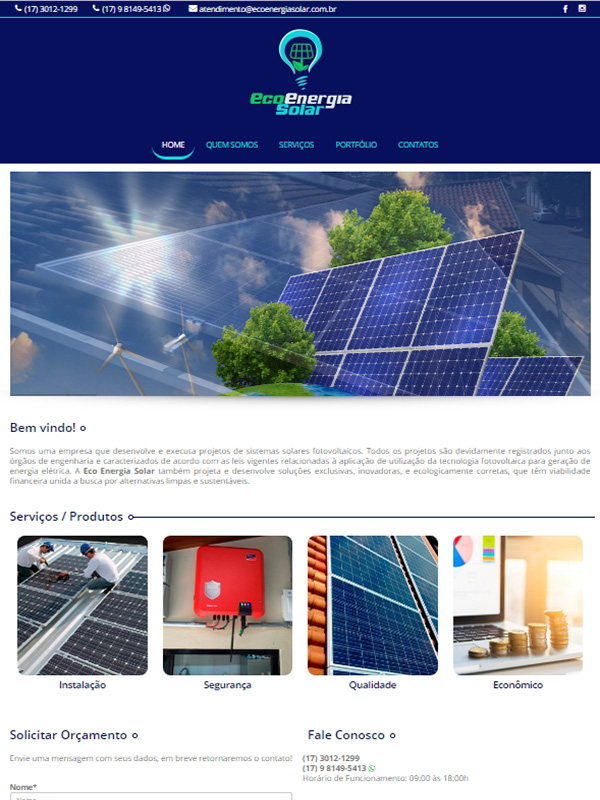 (17) 3012-1299 (17) 9 8149-5413 atendimento@ecoenergiasolar.com.br
EcoEnergia
Solar
HOME QUEM SOMOS SERVIÇOS PORTFÓLIO CONTATOS
Bem vindo!
Somos uma empresa que desenvolve e executa projetos de sistemas solares fotovoltaicos. Todos os projetos são devidamente registrados junto aos
órgãos de engenharia e caracterizados de acordo com as leis vigentes relacionadas à aplicação de utilização da tecnologia fotovoltaica para geração de
energia elétrica. A Eco Energia Solar também projeta e desenvolve soluções exclusivas, inovadoras, e ecologicamente corretas, que têm viabilidade
financeira unida a busca por alternativas limpas e sustentáveis.
Serviços / Produtos
Instalação Segurança Qualidade Econômico
Solicitar Orçamento
Envie uma mensagem com seus dados, em breve retornaremos o contato!
Nome*
Nome
Fale Conosco
(17) 3012-1299
(17) 9 8149-5413
Horário de Funcionamento: 09:00 às 18:00h